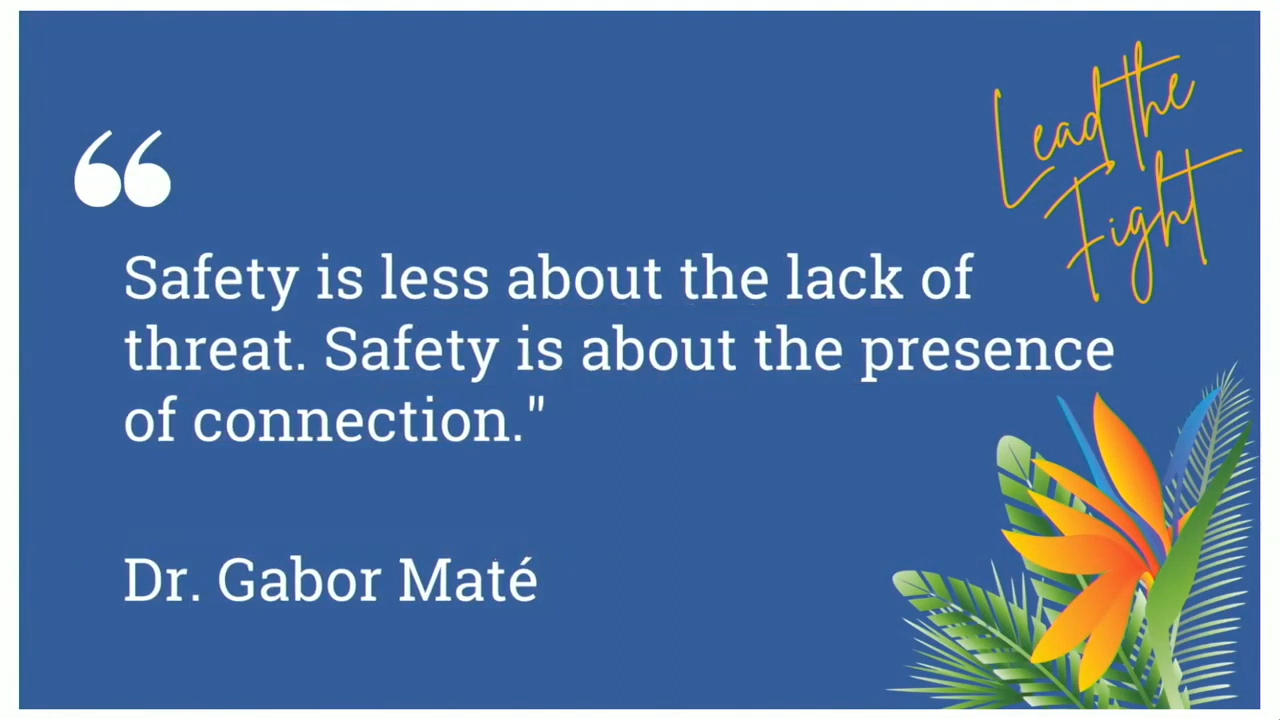 Lead the
Fight
“
Safety is less about the lack of
threat. Safety is about the presence
of connection."
Dr. Gabor Maté